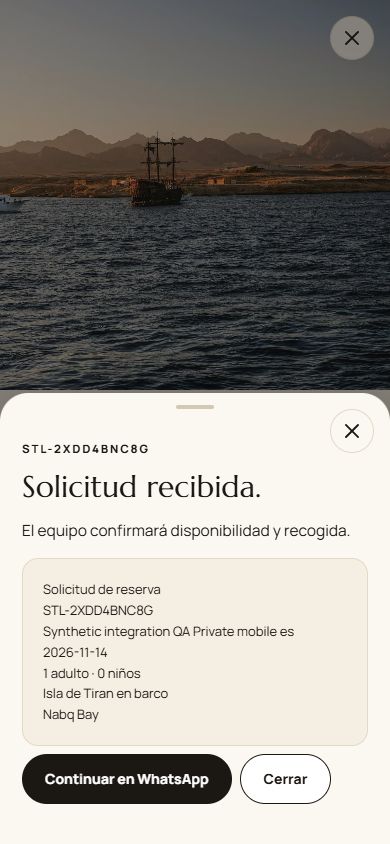 STL-2XDD4BNC8G
Solicitud recibida.
El equipo confirmará disponibilidad y recogida.
Solicitud de reserva
STL-2XDD4BNC8G
Synthetic integration QA Private mobile es
2026-11-14
1 adulto · 0 niños
Isla de Tiran en barco
Nabq Bay
Continuar en WhatsApp
Cerrar